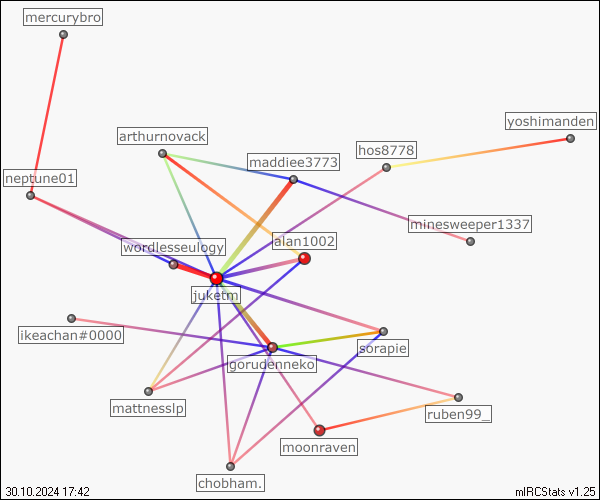 mercurybro
yoshimanden
arthurnovack
hos8778
maddiee3773
neptune01
minesweeper1337
wordlesseulogy
alan1002
juketm
ikeachan#0000
sorapie
gorudenneko
mattnesslp
ruben99_
moonraven
chobham.
30.10.2024 17:42
mIRCStats v1.25